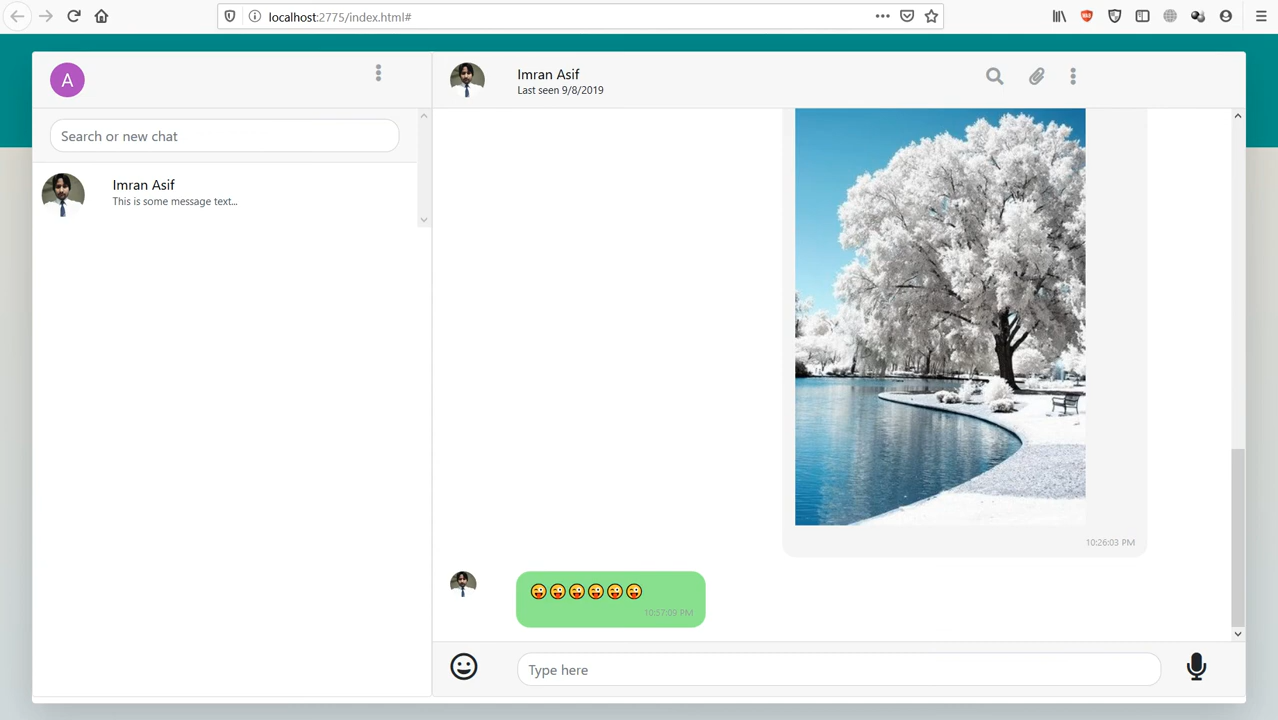 localhost:2775/index.html#
A
Search or new chat
Imran Asif
This is some message text...
Imran Asif
Last seen 9/8/2019
10:26:03 PM
😜😜😜😜😜😜
10:57:09 PM
Type here